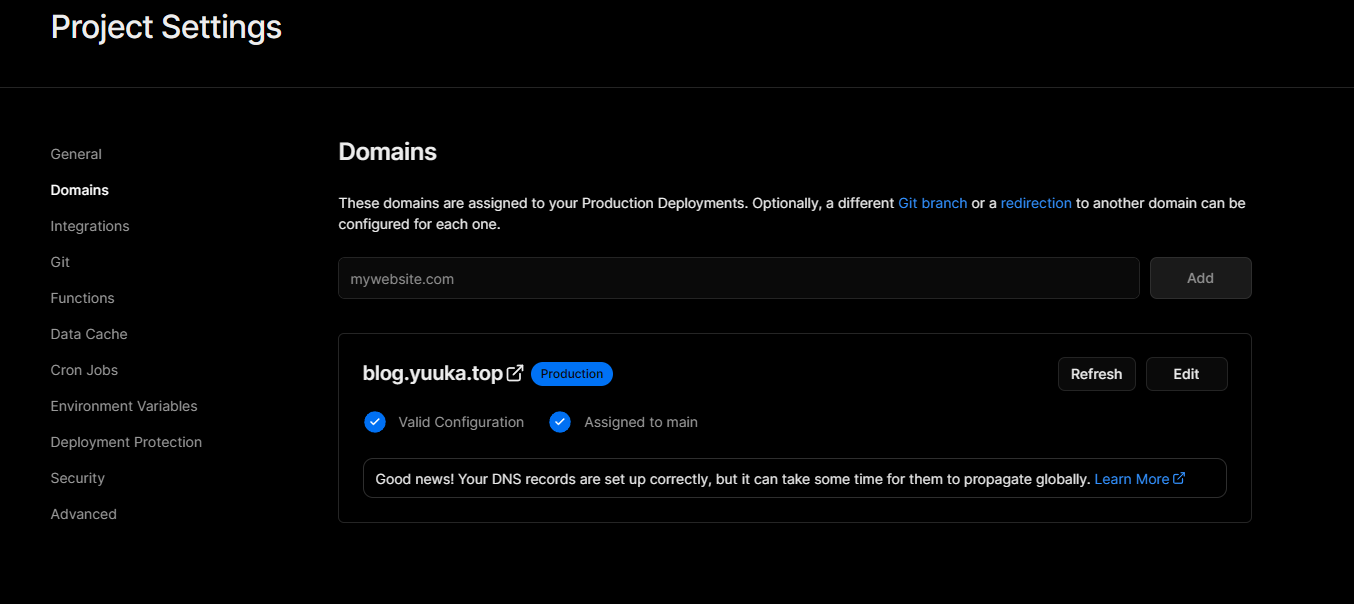 Project Settings
General
Domains
Integrations
Git
Functions
Data Cache
Cron Jobs
Environment Variables
Deployment Protection
Security
Advanced
Domains
These domains are assigned to your Production Deployments. Optionally, a different Git branch or a redirection to another domain can be
configured for each one.
mywebsite.com
Add
blog.yuuka.top Production
Refresh
Edit
Valid Configuration
Assigned to main
Good news! Your DNS records are set up correctly, but it can take some time for them to propagate globally. Learn More